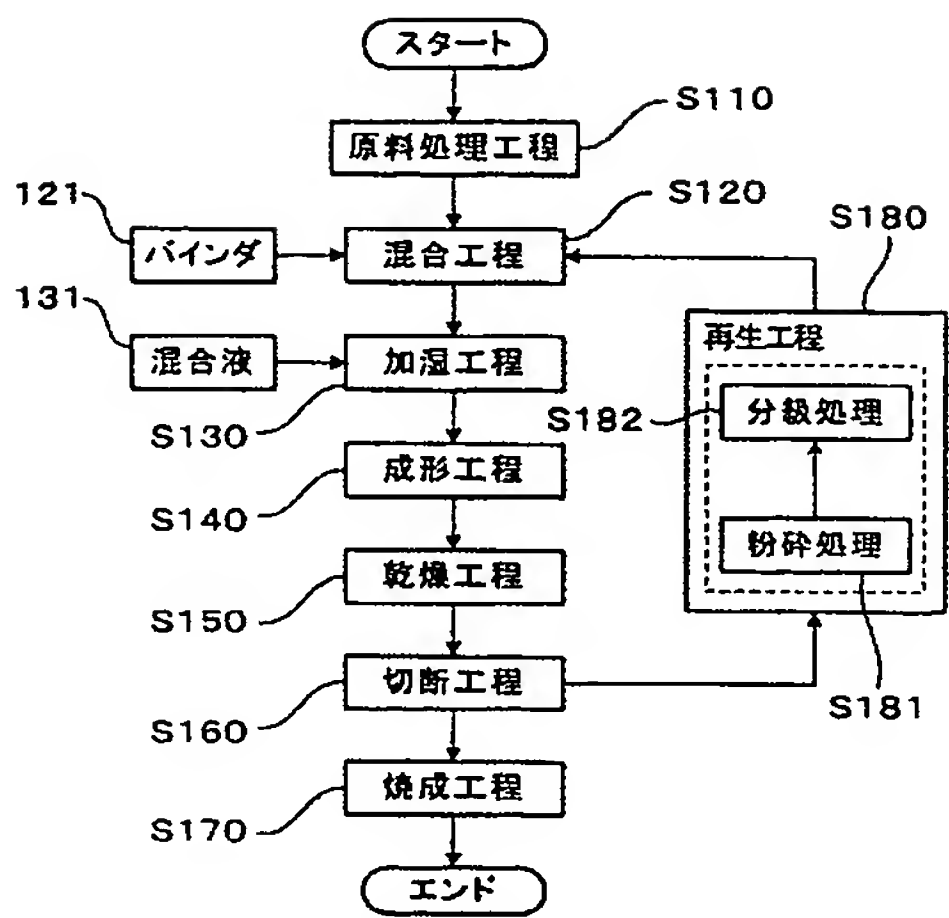 スタート
S110
原料処理工程
121
S120
バインダ
混合工程
S180
131
再生工程
混合液
加湿工程
S182
分級処理
S130
成形工程
S140
粉砕処理
乾燥工程
S150
切断工程
S181
S160
焼成工程
S170
エンド